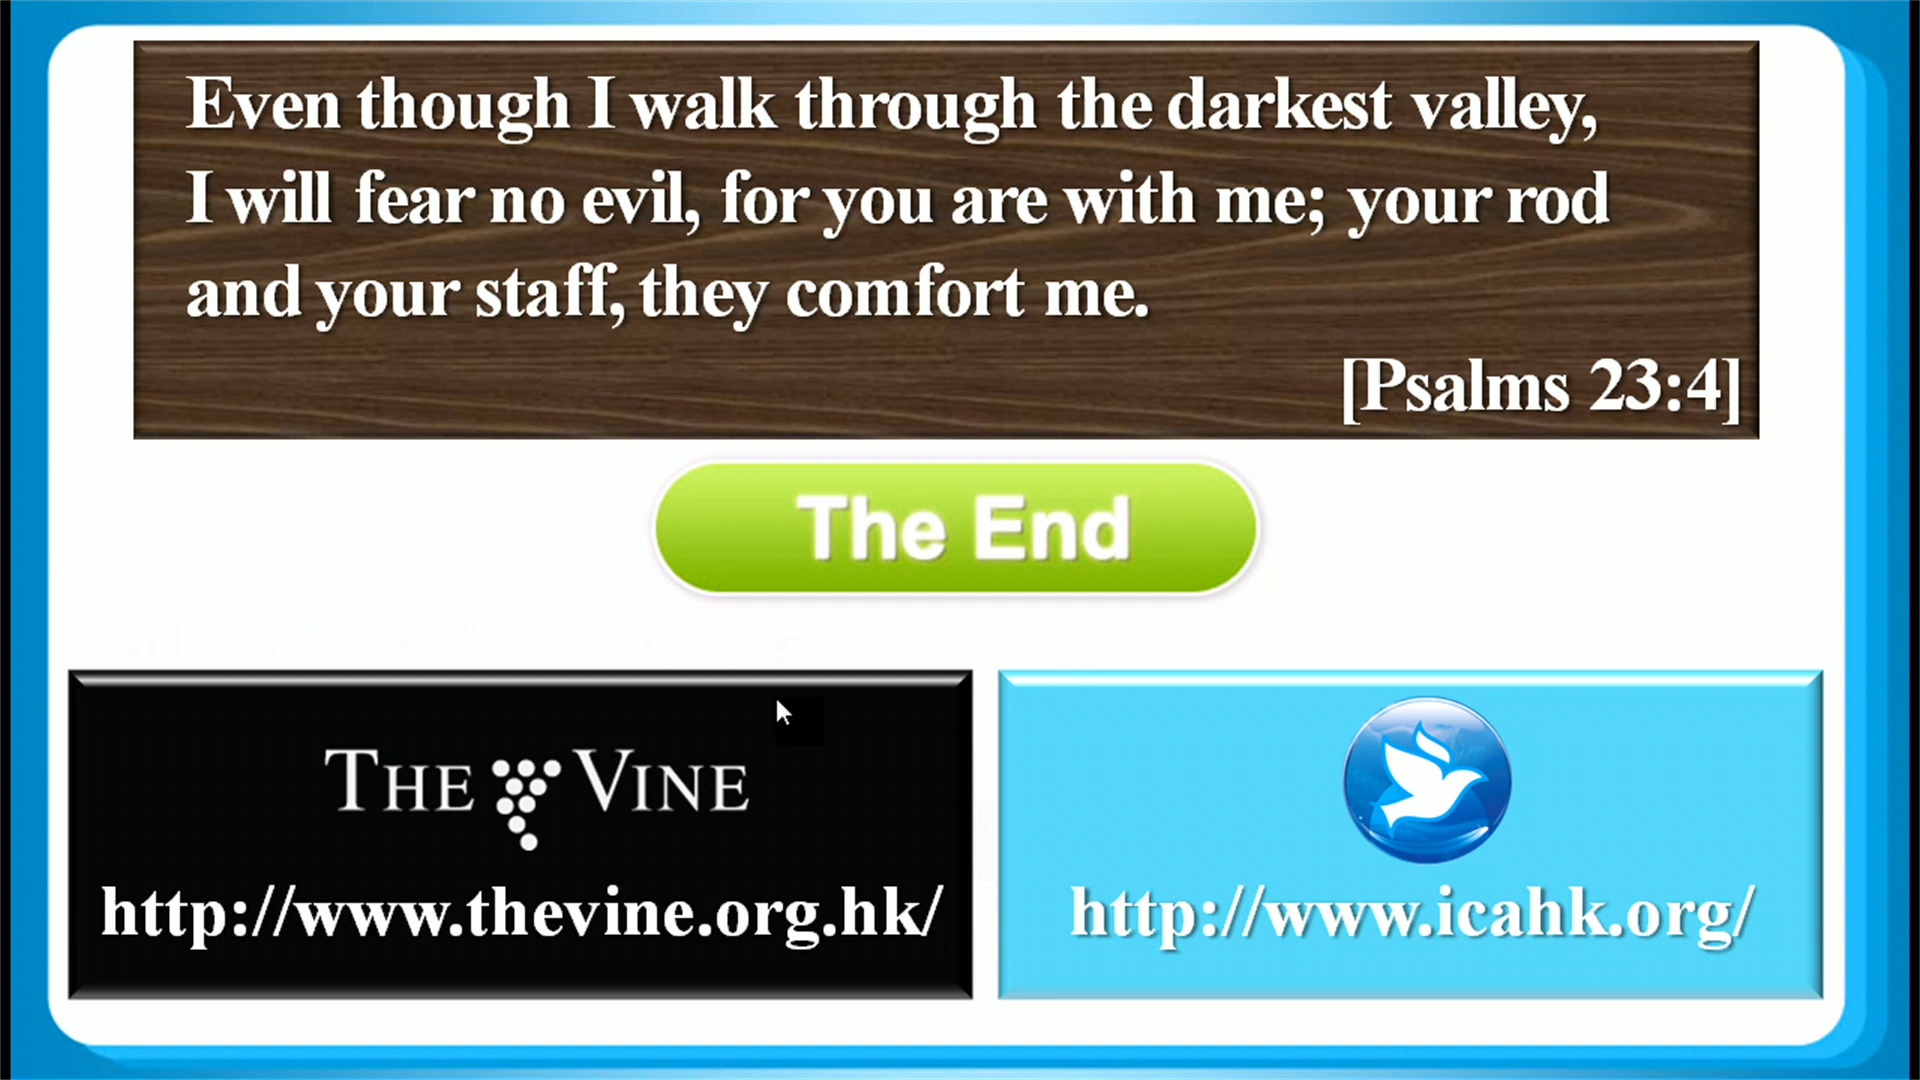 Even though I walk through the darkest valley,
I will fear no evil, for you are with me; your rod
and your staff, they comfort me.
[Psalms 23:4]
The End
THE VINE
http://www.thevine.org.hk/
http://www.icahk.org/